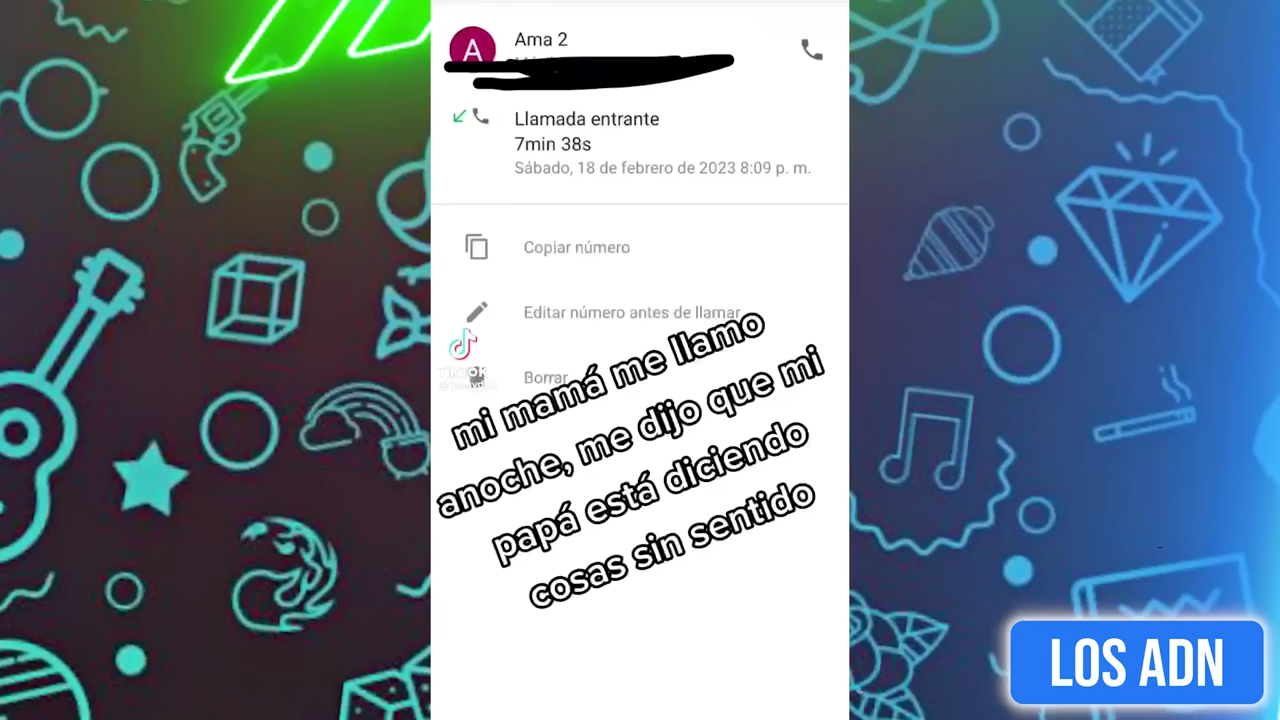 A
Ama 2
Llamada entrante
7min 38s
Sábado, 18 de febrero de 2023 8:09 p. m.
Copiar número
Editar número antes de llamar
Borrar
TikTok
mi mamá me llamo
anoche, me dijo que mi
papá está diciendo
cosas sin sentido
LOS ADN